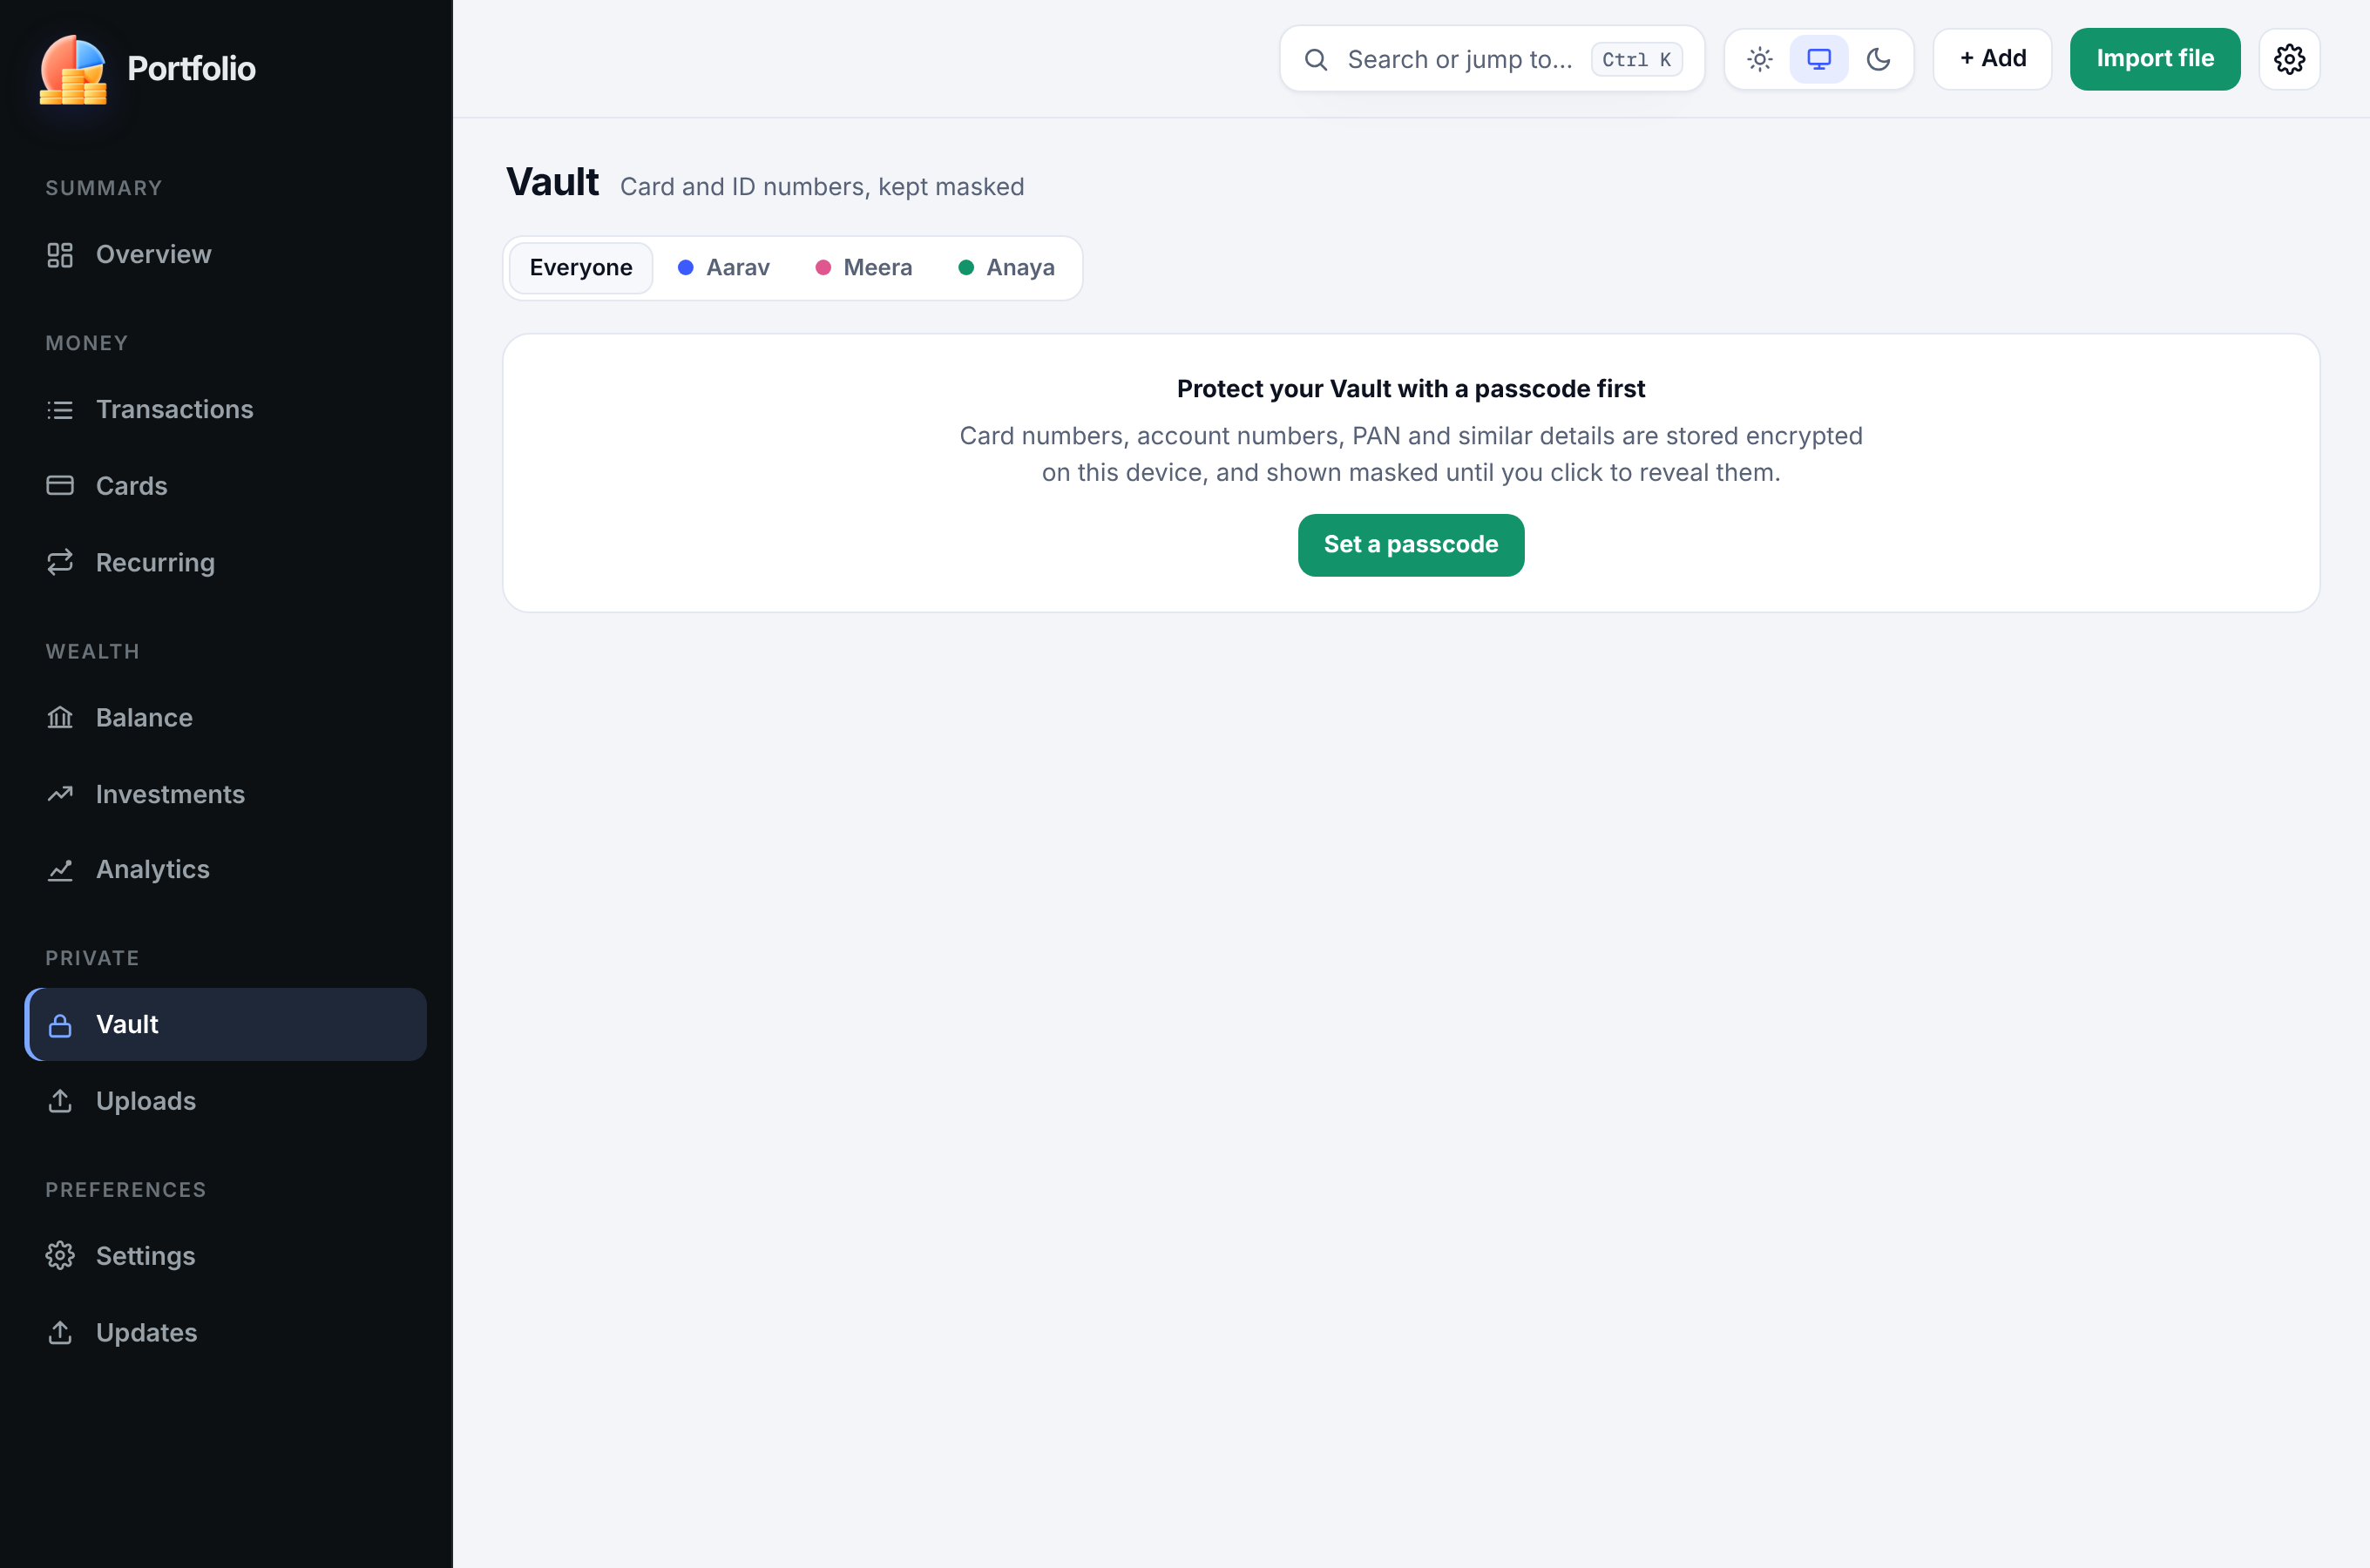 Portfolio
SUMMARY
Overview
MONEY
Transactions
Cards
Recurring
WEALTH
Balance
Investments
Analytics
PRIVATE
Vault
Uploads
PREFERENCES
Settings
Updates
Search or jump to... Ctrl K
+ Add
Import file
Vault Card and ID numbers, kept masked
Everyone Aarav Meera Anaya
Protect your Vault with a passcode first
Card numbers, account numbers, PAN and similar details are stored encrypted
on this device, and shown masked until you click to reveal them.
Set a passcode